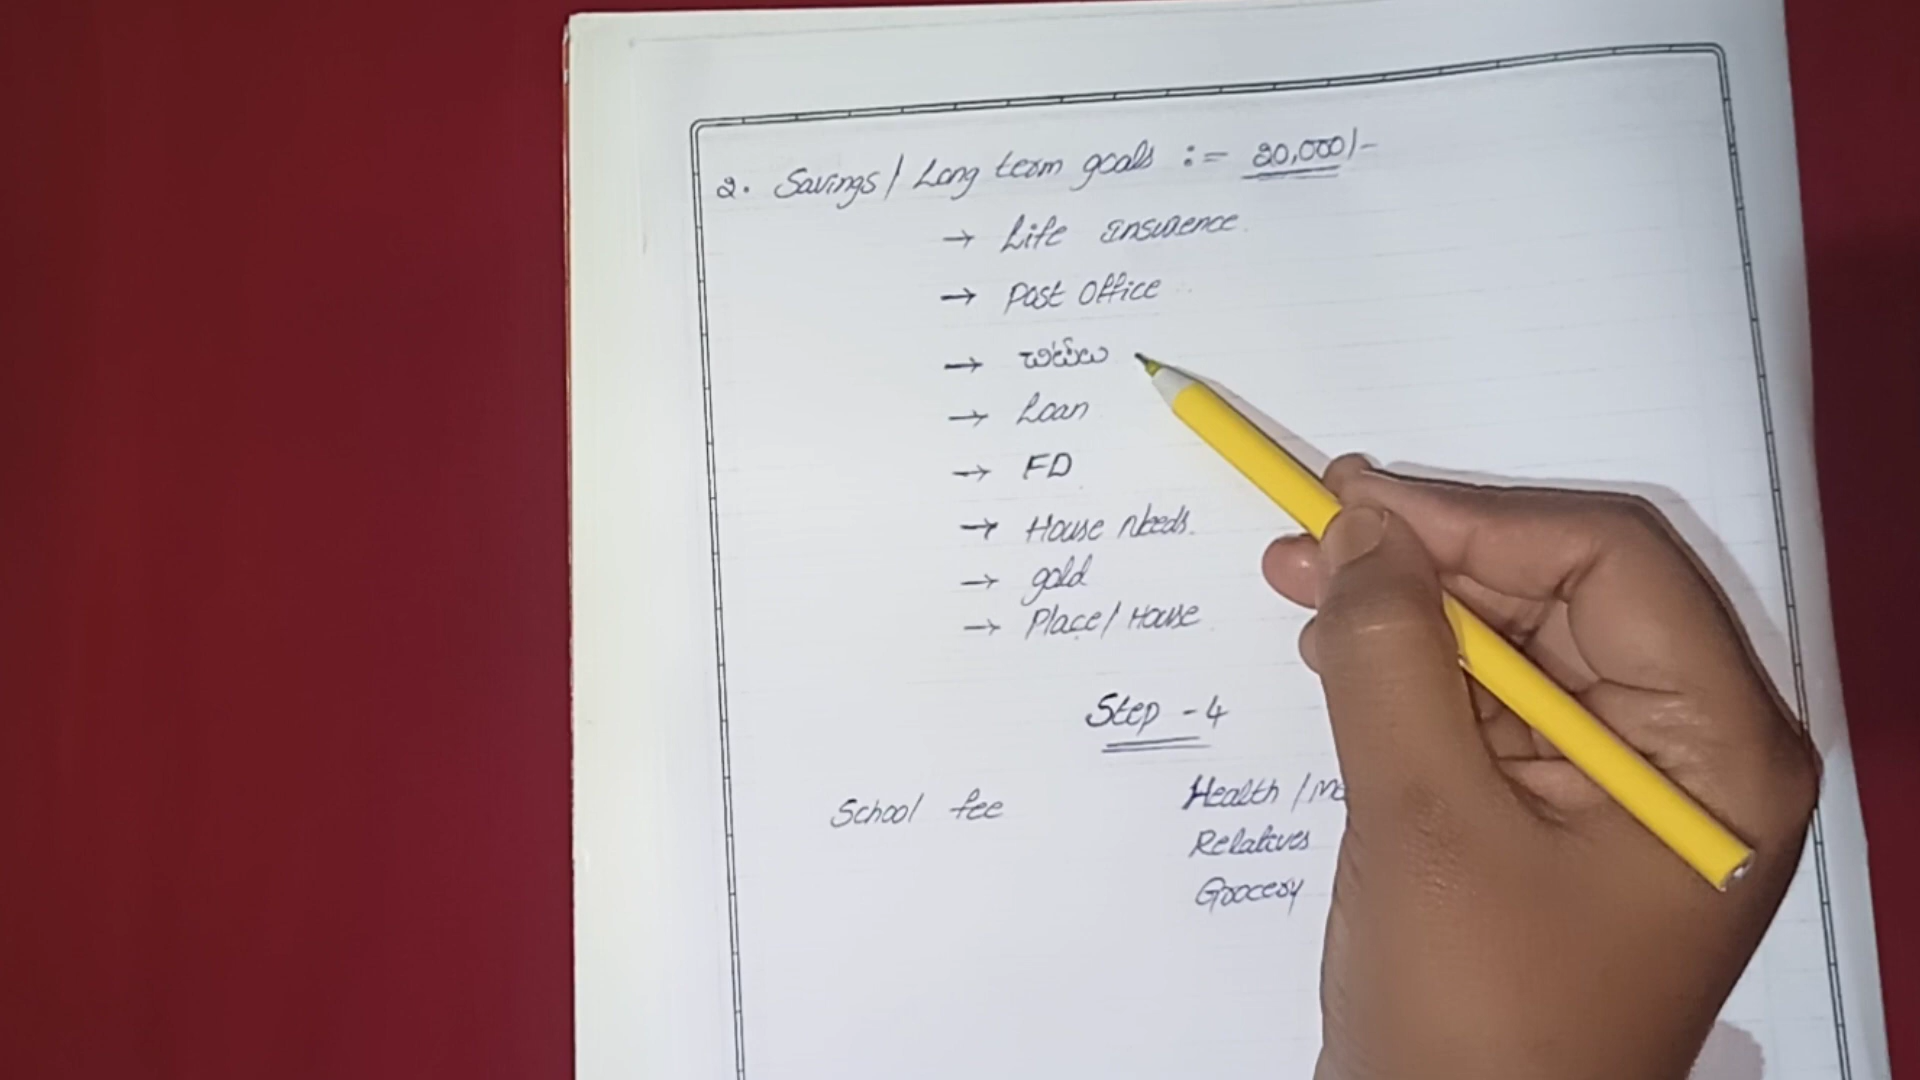 2. Savings / Long term goals :- 20,000/-
→ Life Insurence
→ Post Office
→
→ Loan
→ FD
→ House Needs.
→ gold
→ Place / House
Step - 4
School fee
Health /
Relatives
Grocery